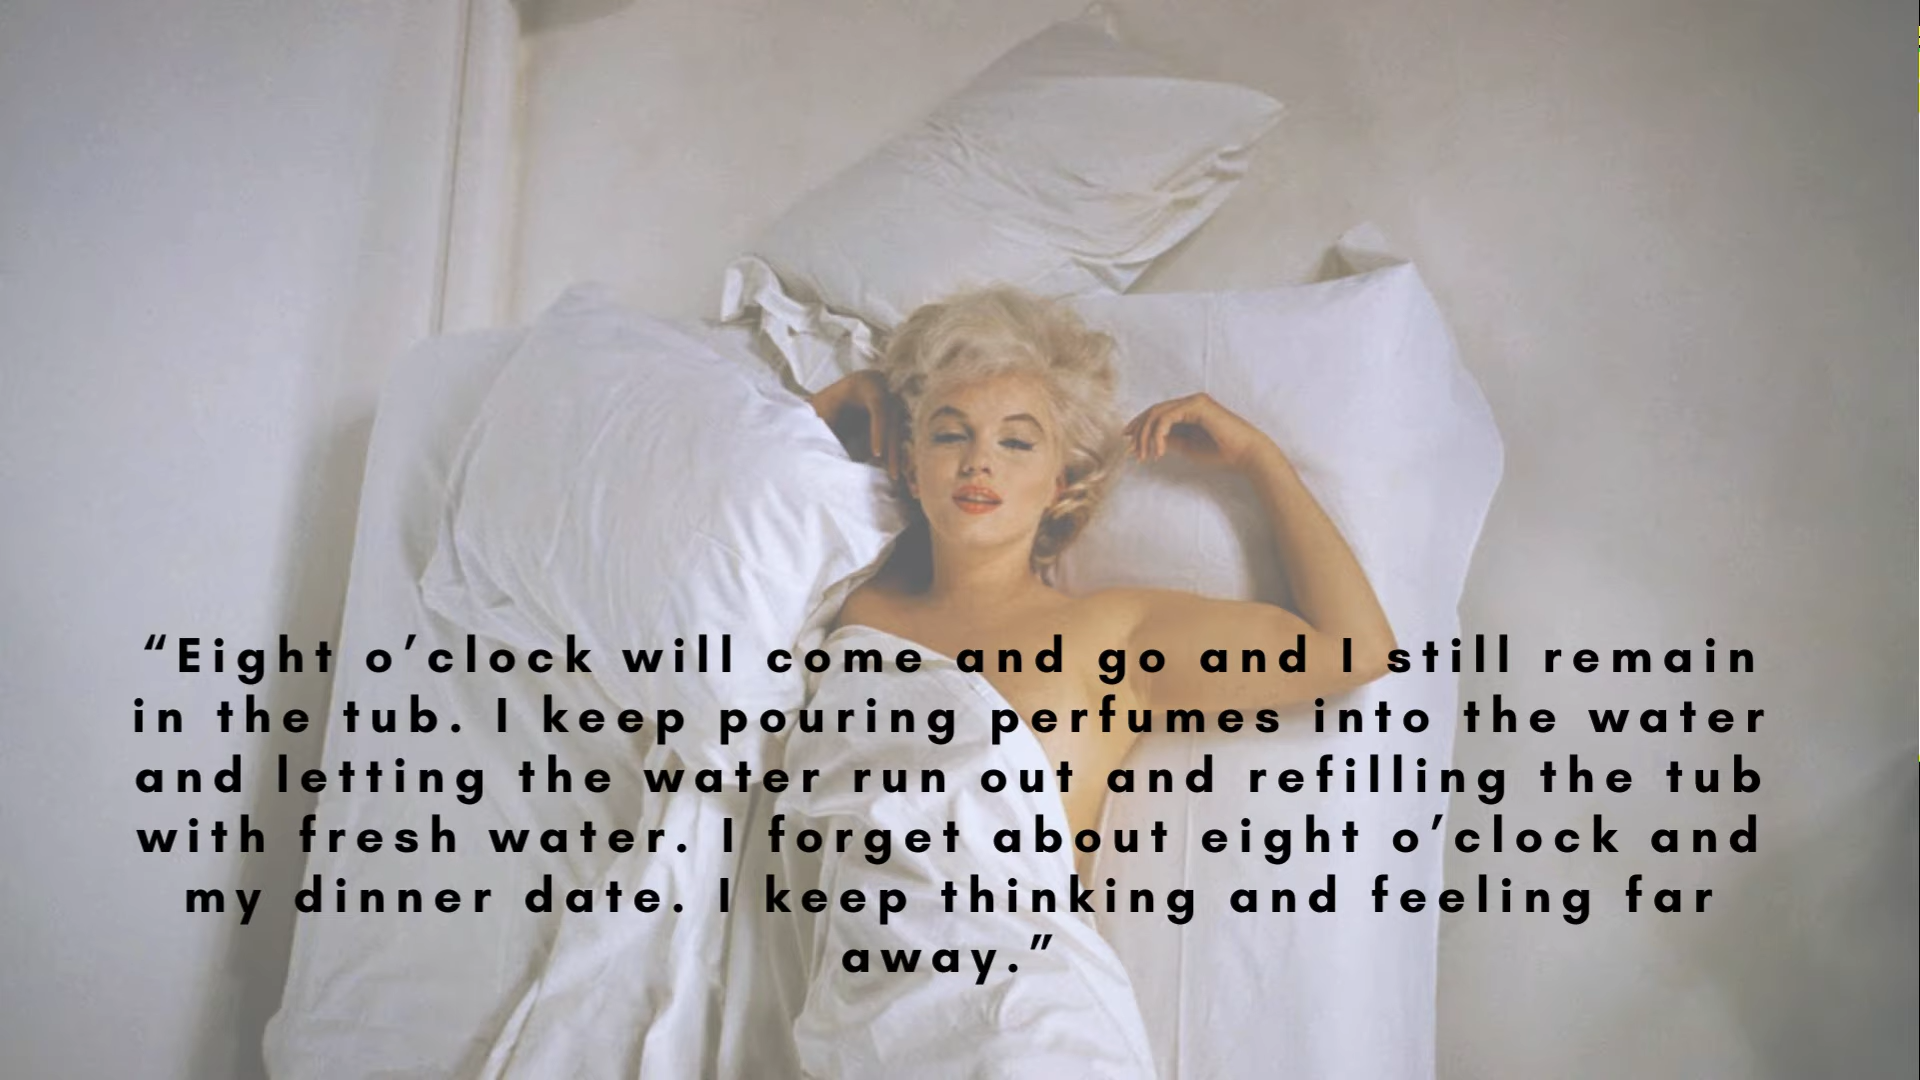 “Eight o’clock will come and go and I still remain
in the tub. I keep pouring perfumes into the water
and letting the water run out and refilling the tub
with fresh water. I forget about eight o’clock and
my dinner date. I keep thinking and feeling far
away.”